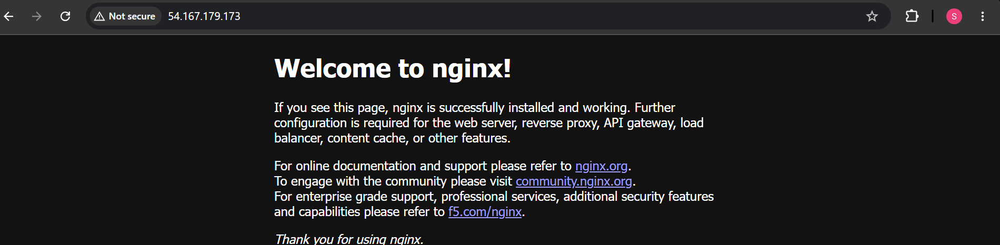 Not secure 54.167.179.173 S
Welcome to nginx!
If you see this page, nginx is successfully installed and working. Further
configuration is required for the web server, reverse proxy, API gateway, load
balancer, content cache, or other features.
For online documentation and support please refer to nginx.org.
To engage with the community please visit community.nginx.org.
For enterprise grade support, professional services, additional security features
and capabilities please refer to f5.com/nginx.
Thank you for using nginx.